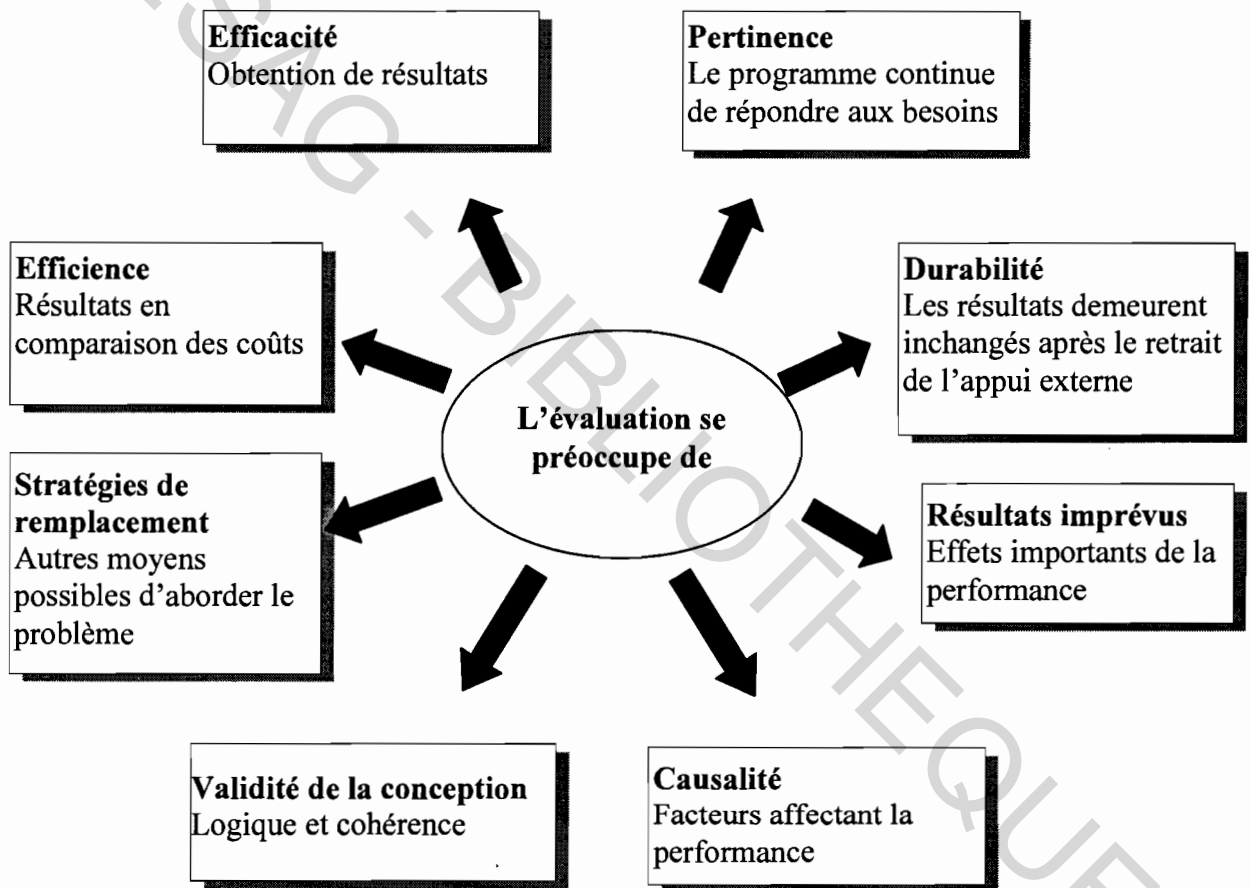 Efficacité
Obtention de résultats
Pertinence
Le programme continue
de répondre aux besoins
Efficience
Résultats en
comparaison des coûts
Durabilité
Les résultats demeurent
inchangés après le retrait
de l'appui externe
L'évaluation se
préoccupe de
Stratégies de
remplacement
Autres moyens
possibles d'aborder le
problème
Résultats imprévus
Effets importants de la
performance
Validité de la conception
Logique et cohérence
Causalité
Facteurs affectant la
performance
SAG - BIBLIOTHEQUE